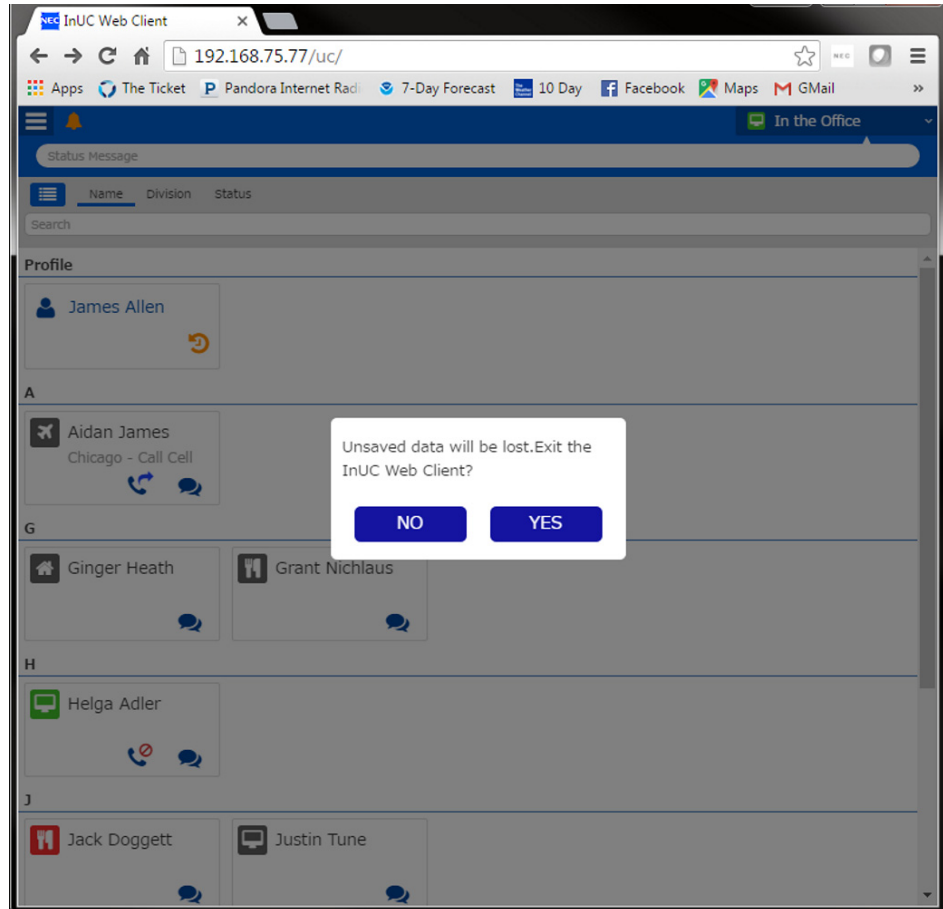 NEC InUC Web Client
192.168.75.77/uc/
NEC
Apps The Ticket P Pandora Internet Radi 7-Day Forecast 10 Day Facebook Maps GMail »
In the Office
Status Message
Name Division Status
Search
Profile
James Allen
A
Aidan James
Chicago - Call Cell
Unsaved data will be lost.Exit the
InUC Web Client?
NO YES
G
Ginger Heath Grant Nichlaus
H
Helga Adler
J
Jack Doggett Justin Tune